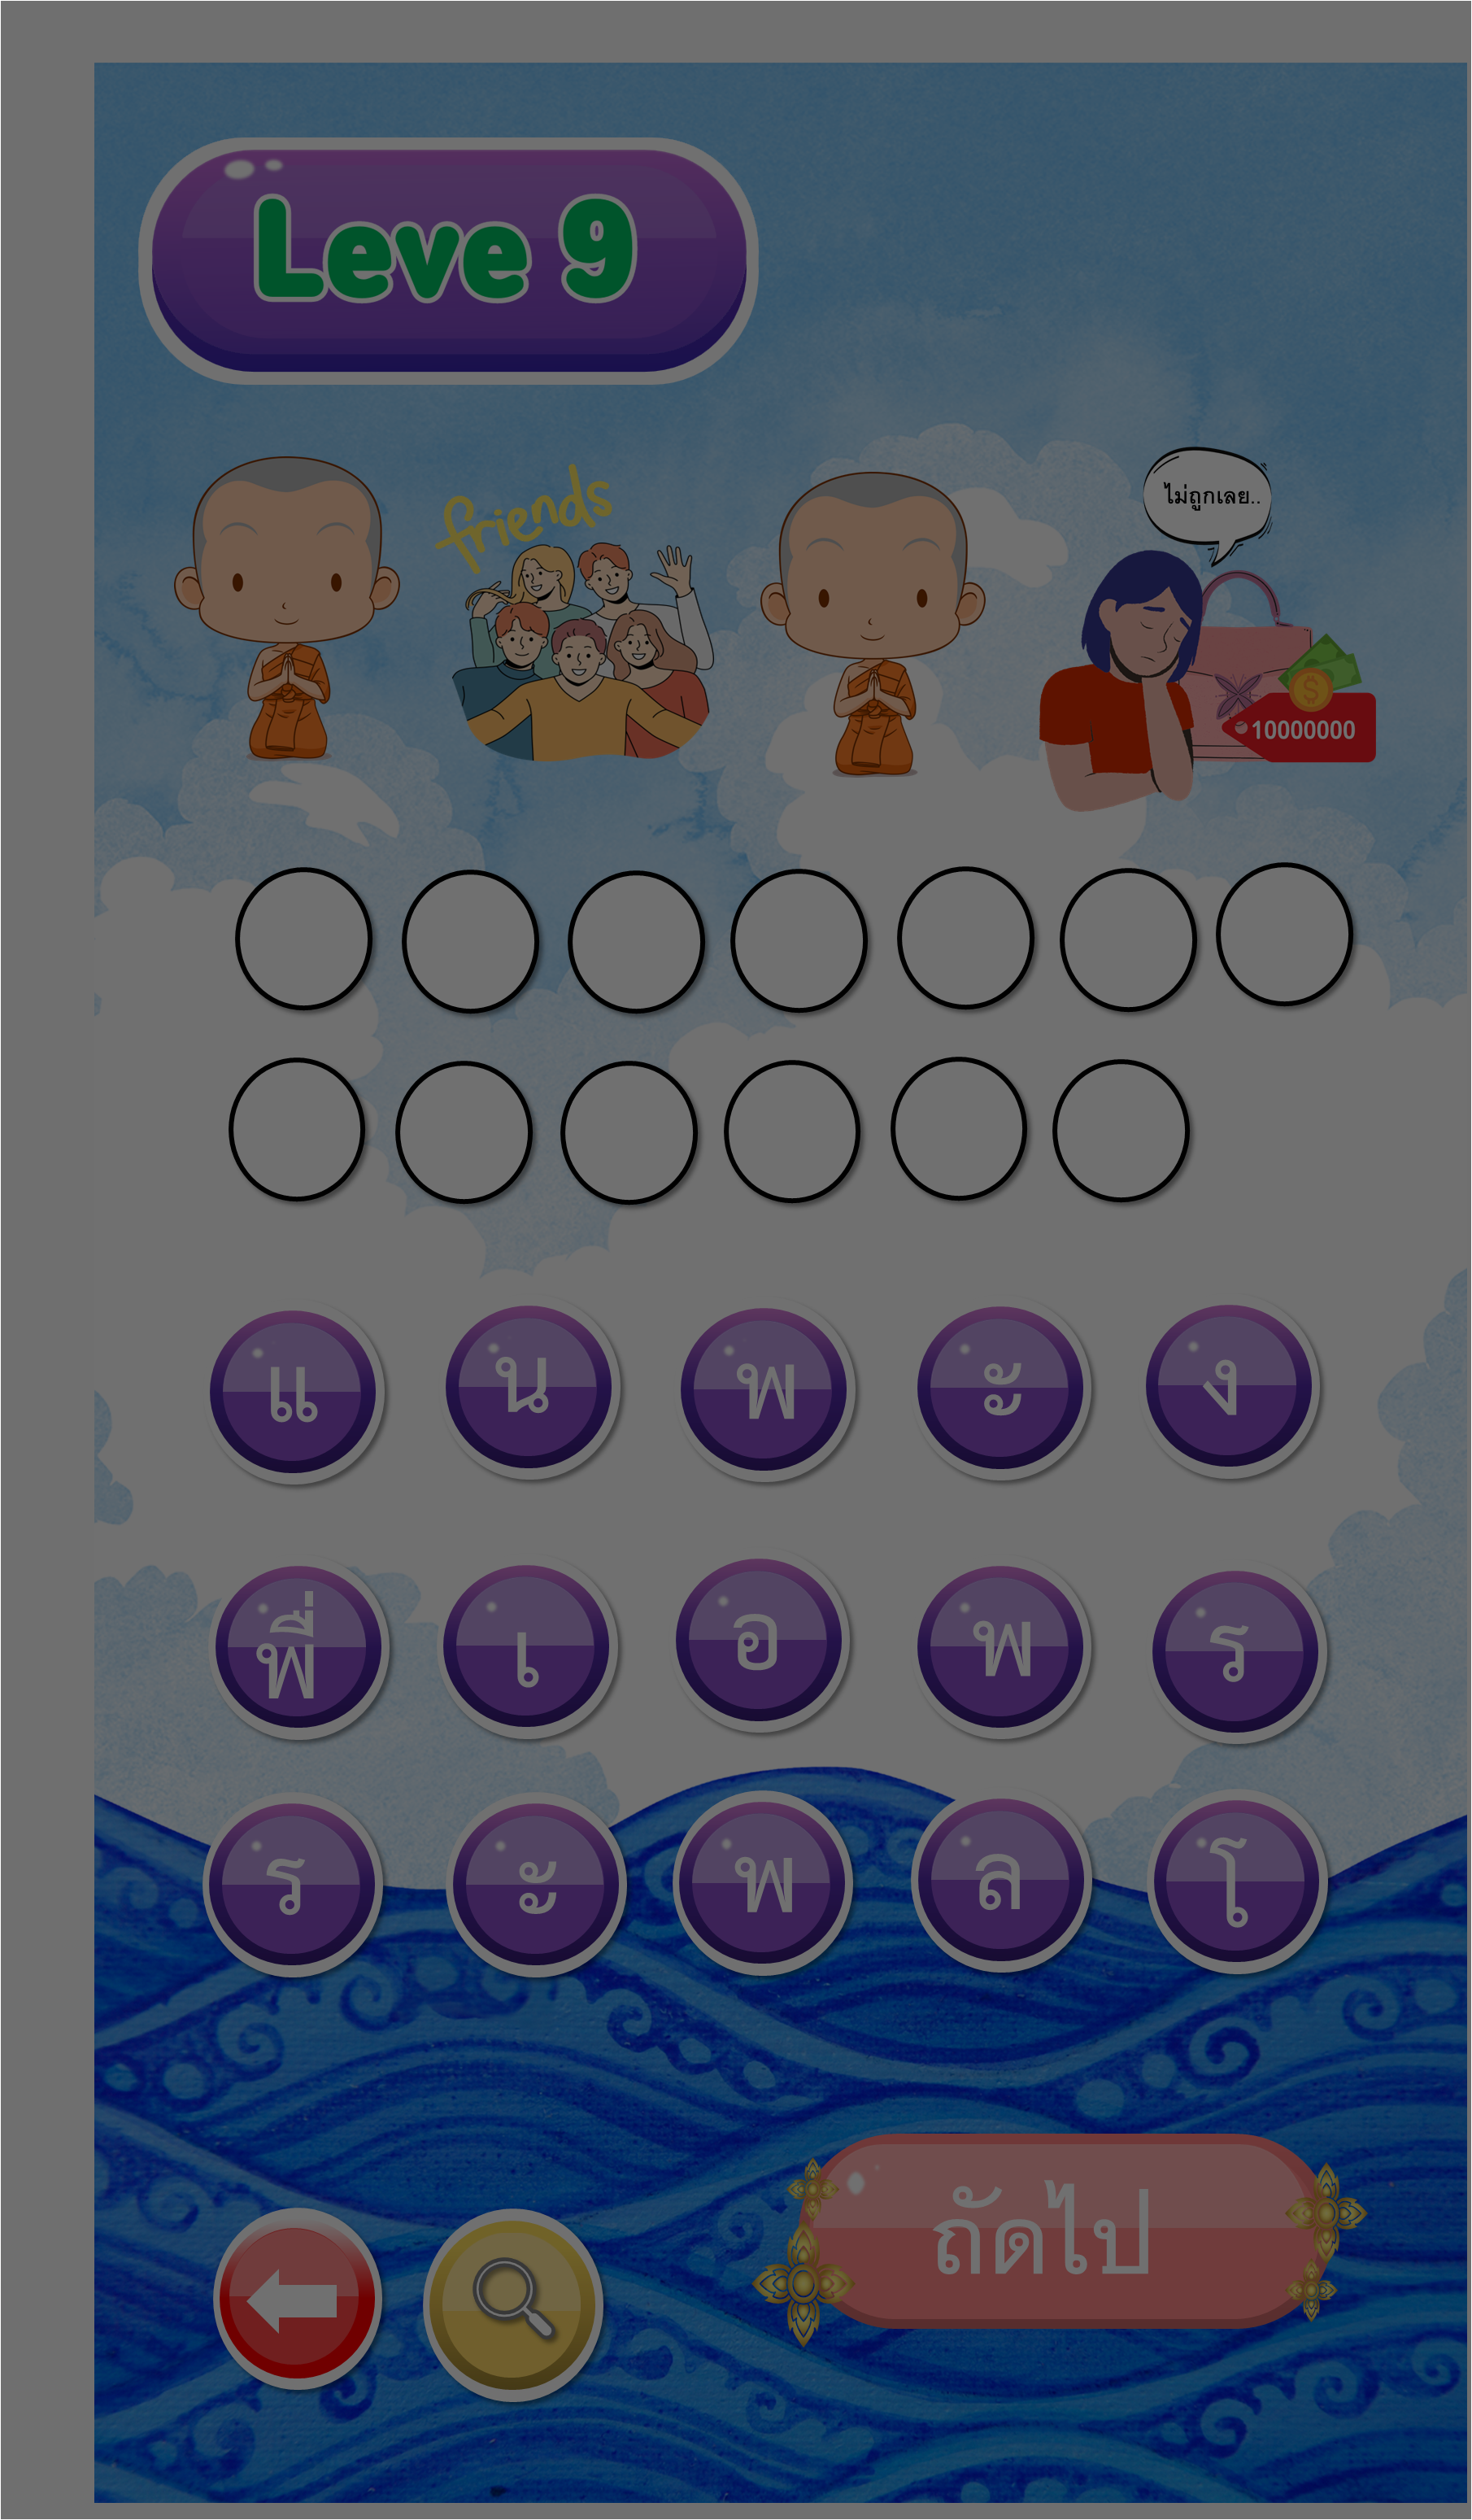 Leve 9
friends
ไม่ถูกเลย..
10000000
แ น พ ะ ง
พี่ เ อ พ ร
ร ะ พ ล โ
ถัดไป